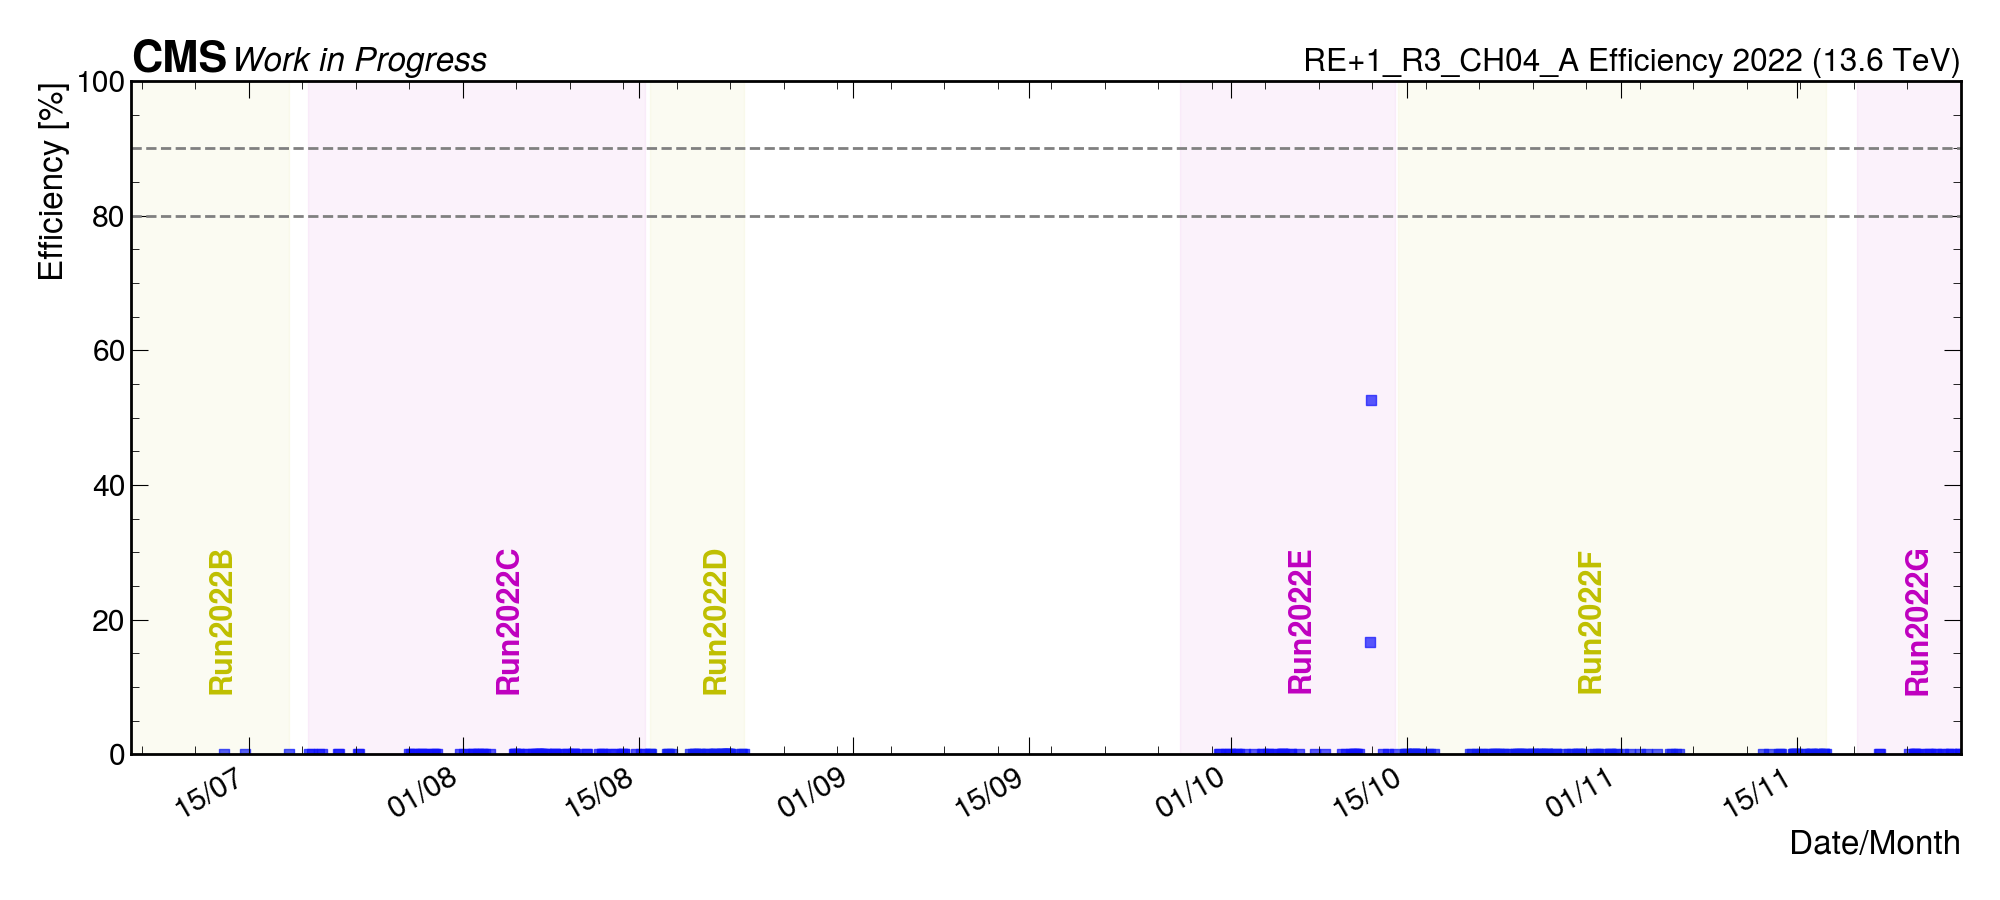 CMS Work in Progress
RE+1_R3_CH04_A Efficiency 2022 (13.6 TeV)
Efficiency [%]
100
80
60
40
20
0
Run2022B
Run2022C
Run2022D
Run2022E
Run2022F
Run2022G
15/07
01/08
15/08
01/09
15/09
01/10
15/10
01/11
15/11
Date/Month